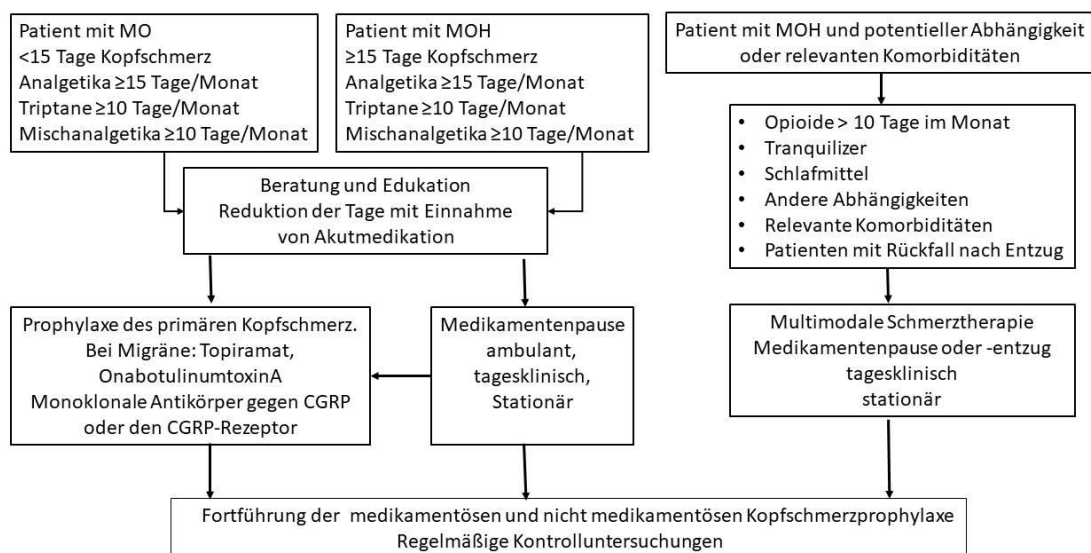 Patient mit MO
<15 Tage Kopfschmerz
Analgetika ≥15 Tage/Monat
Triptane ≥10 Tage/Monat
Mischanalgetika ≥10 Tage/Monat
Patient mit MOH
≥15 Tage Kopfschmerz
Analgetika ≥15 Tage/Monat
Triptane ≥10 Tage/Monat
Mischanalgetika ≥10 Tage/Monat
Patient mit MOH und potentieller Abhängigkeit
oder relevanten Komorbiditäten
Beratung und Edukation
Reduktion der Tage mit Einnahme
von Akutmedikation
• Opioide > 10 Tage im Monat
• Tranquilizer
• Schlafmittel
• Andere Abhängigkeiten
• Relevante Komorbiditäten
• Patienten mit Rückfall nach Entzug
Prophylaxe des primären Kopfschmerz.
Bei Migräne: Topiramat,
OnabotulinumtoxinA
Monoklonale Antikörper gegen CGRP
oder den CGRP-Rezeptor
Medikamentenpause
ambulant,
tagesklinisch,
Stationär
Multimodale Schmerztherapie
Medikamentenpause oder -entzug
tagesklinisch
stationär
Fortführung der medikamentösen und nicht medikamentösen Kopfschmerzprophylaxe
Regelmäßige Kontrolluntersuchungen